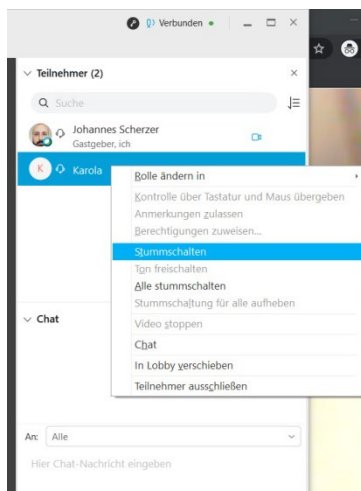 Verbunden
Teilnehmer (2)
Suche
Johannes Scherzer
Gastgeber, ich
K
Karola
Rolle ändern in
Kontrolle über Tastatur und Maus übergeben
Anmerkungen zulassen
Berechtigungen zuweisen...
Stummschalten
Ton freischalten
Alle stummschalten
Stummschaltung für alle aufheben
Video stoppen
Chat
Chat
In Lobby verschieben
Teilnehmer ausschließen
An:
Alle
Hier Chat-Nachricht eingeben